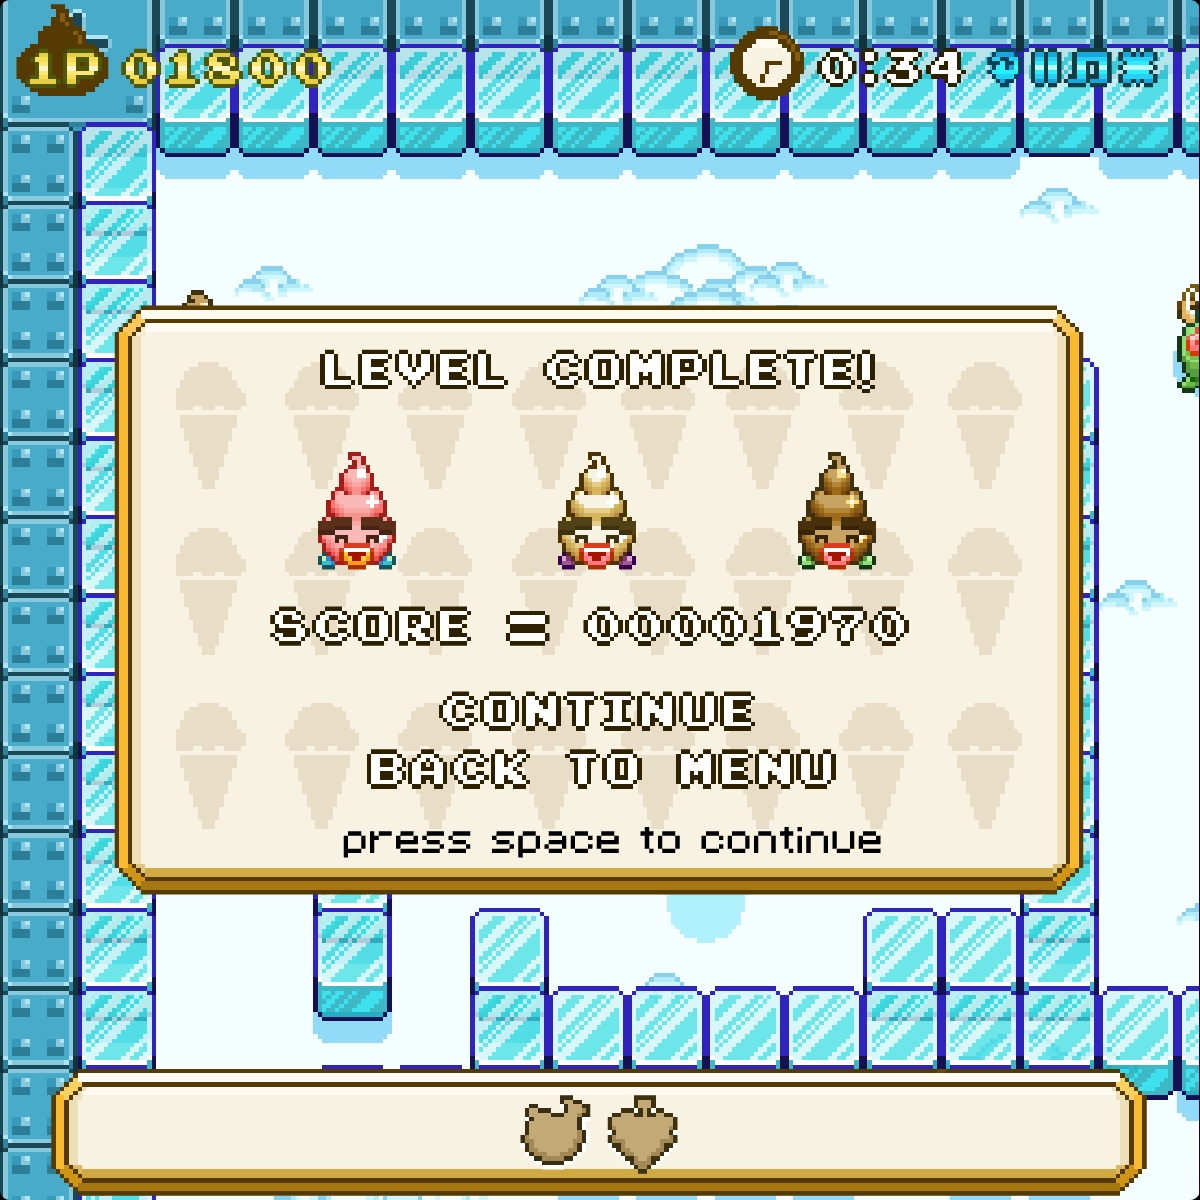 1P 01800 0:34
LEVEL COMPLETE!
SCORE = 00001970
CONTINUE
BACK TO MENU
press space to continue